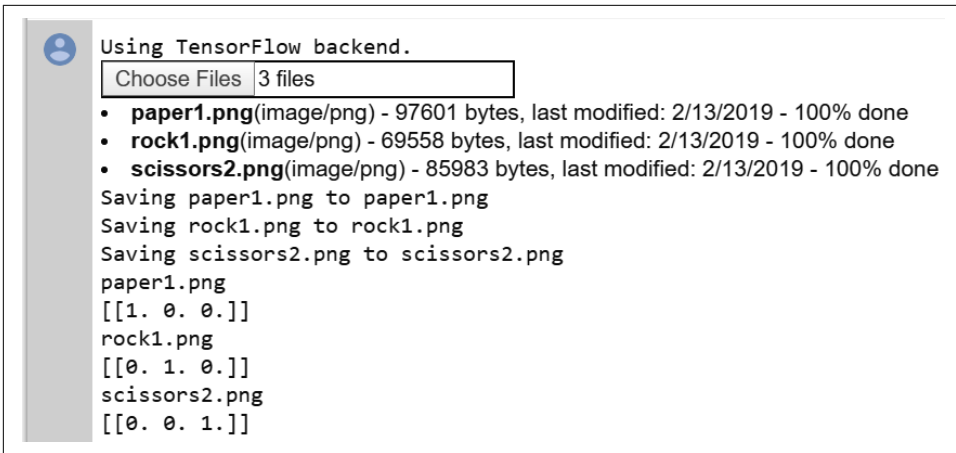 Using TensorFlow backend.
Choose Files 3 files
• paper1.png(image/png) - 97601 bytes, last modified: 2/13/2019 - 100% done
• rock1.png(image/png) - 69558 bytes, last modified: 2/13/2019 - 100% done
• scissors2.png(image/png) - 85983 bytes, last modified: 2/13/2019 - 100% done
Saving paper1.png to paper1.png
Saving rock1.png to rock1.png
Saving scissors2.png to scissors2.png
paper1.png
[[1. 0. 0.]]
rock1.png
[[0. 1. 0.]]
scissors2.png
[[0. 0. 1.]]